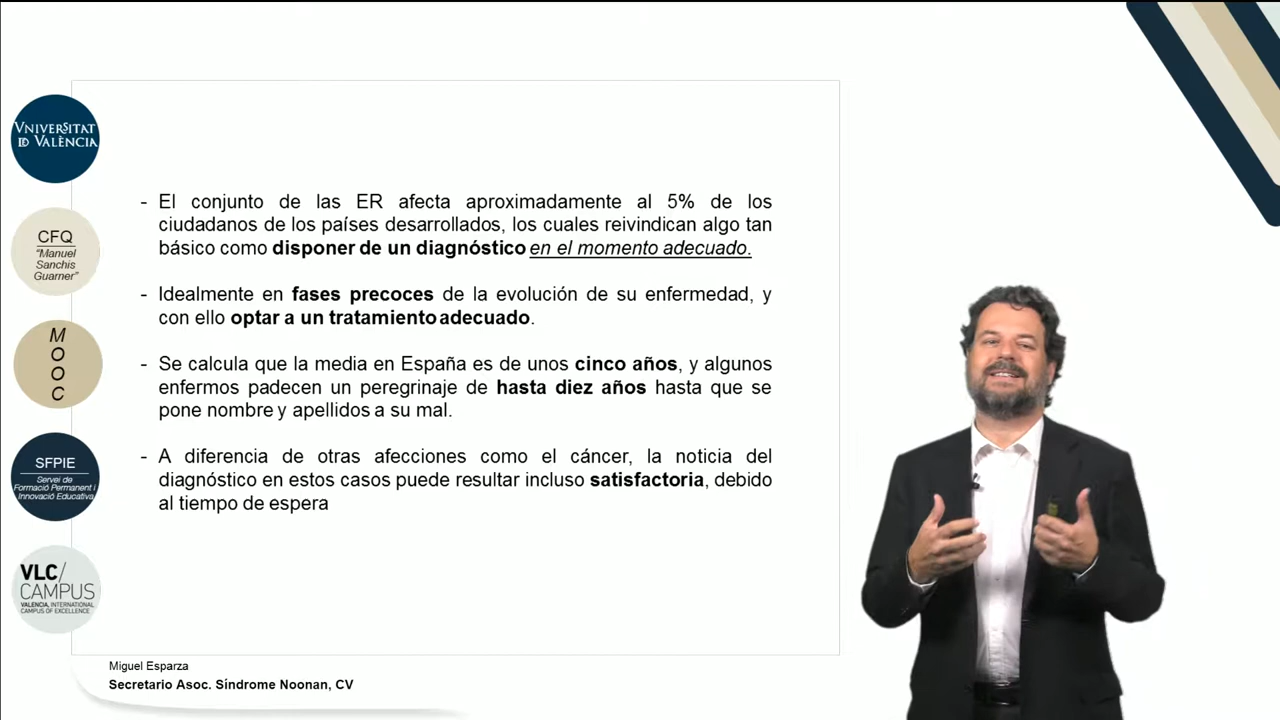 VNIVERSITAT
ID VALÈNCIA
CFQ
"Manuel
Sanchis
Guarner"
M
O
O
C
SFPIE
Servei de
Formació Permanent i
Innovació Educativa
VLC/
CAMPUS
VALENCIA, INTERNATIONAL
CAMPUS OF EXCELLENCE
- El conjunto de las ER afecta aproximadamente al 5% de los
ciudadanos de los países desarrollados, los cuales reivindican algo tan
básico como disponer de un diagnóstico en el momento adecuado.
- Idealmente en fases precoces de la evolución de su enfermedad, y
con ello optar a un tratamiento adecuado.
- Se calcula que la media en España es de unos cinco años, y algunos
enfermos padecen un peregrinaje de hasta diez años hasta que se
pone nombre y apellidos a su mal.
- A diferencia de otras afecciones como el cáncer, la noticia del
diagnóstico en estos casos puede resultar incluso satisfactoria, debido
al tiempo de espera
Miguel Esparza
Secretario Asoc. Síndrome Noonan, CV